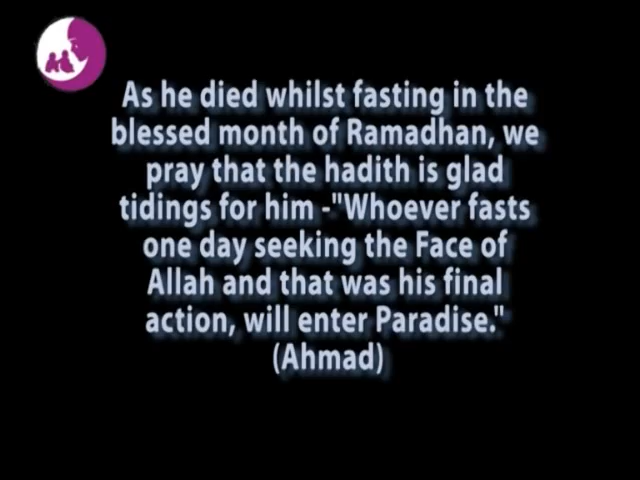 As he died whilst fasting in the
blessed month of Ramadhan, we
pray that the hadith is glad
tidings for him -"Whoever fasts
one day seeking the Face of
Allah and that was his final
action, will enter Paradise."
(Ahmad)